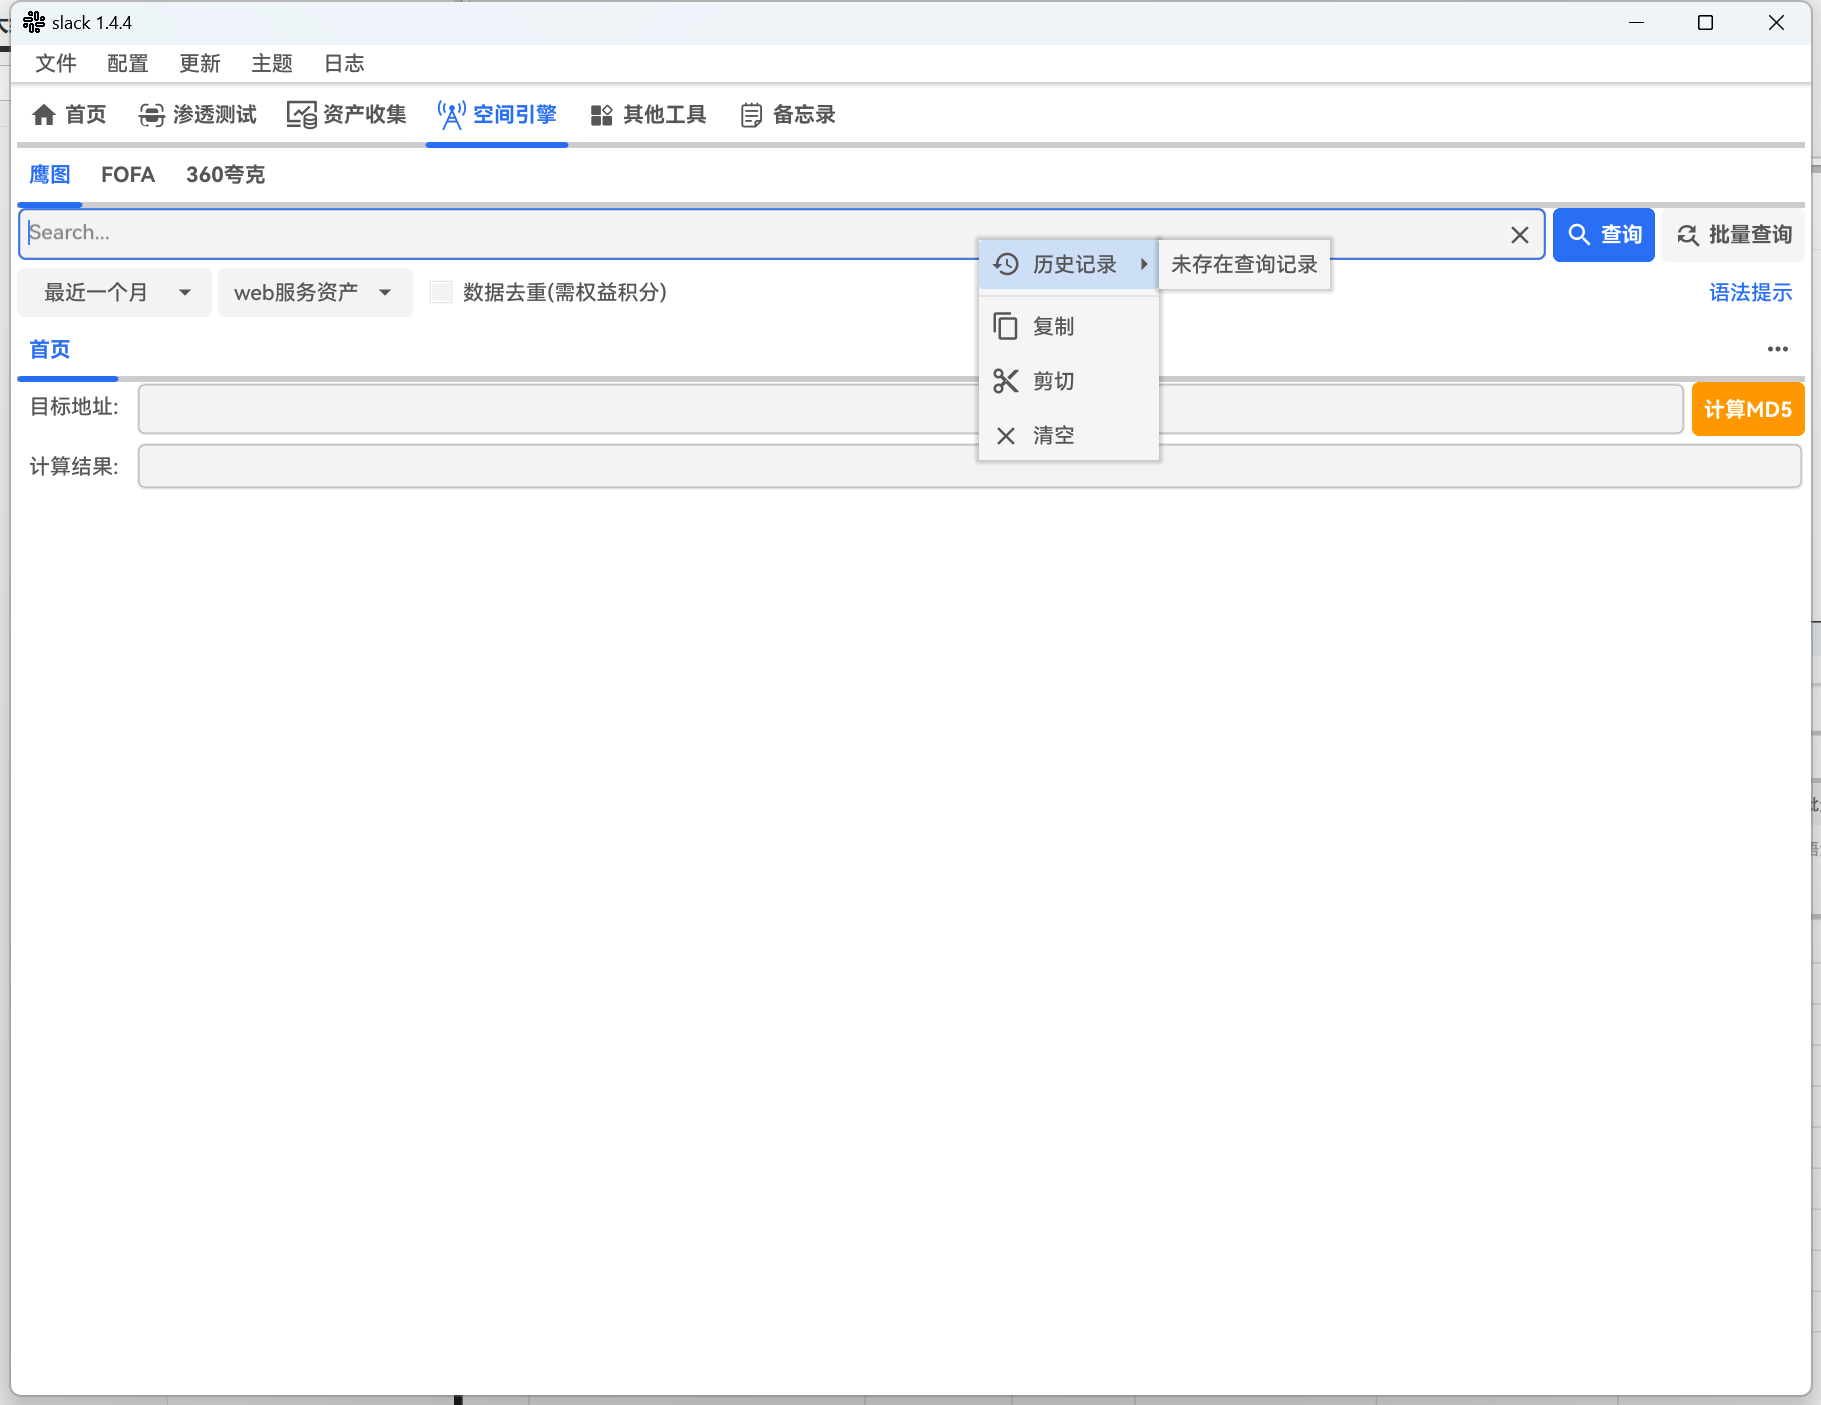 slack 1.4.4
文件 配置 更新 主题 日志
首页 渗透测试 资产收集 空间引擎 其他工具 备忘录
鹰图 FOFA 360夸克
Search... 查询 批量查询
历史记录 未存在查询记录
最近一个月 web服务资产 数据去重(需权益积分) 语法提示
复制
首页
剪切
目标地址: 计算MD5
清空
计算结果: